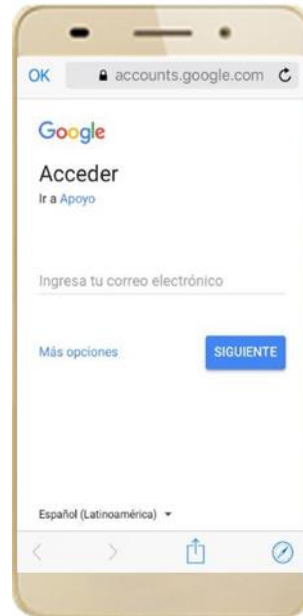 OK accounts.google.com
Google
Acceder
Ir a Apoyo
Ingresa tu correo electrónico
Más opciones SIGUIENTE
Español (Latinoamérica)